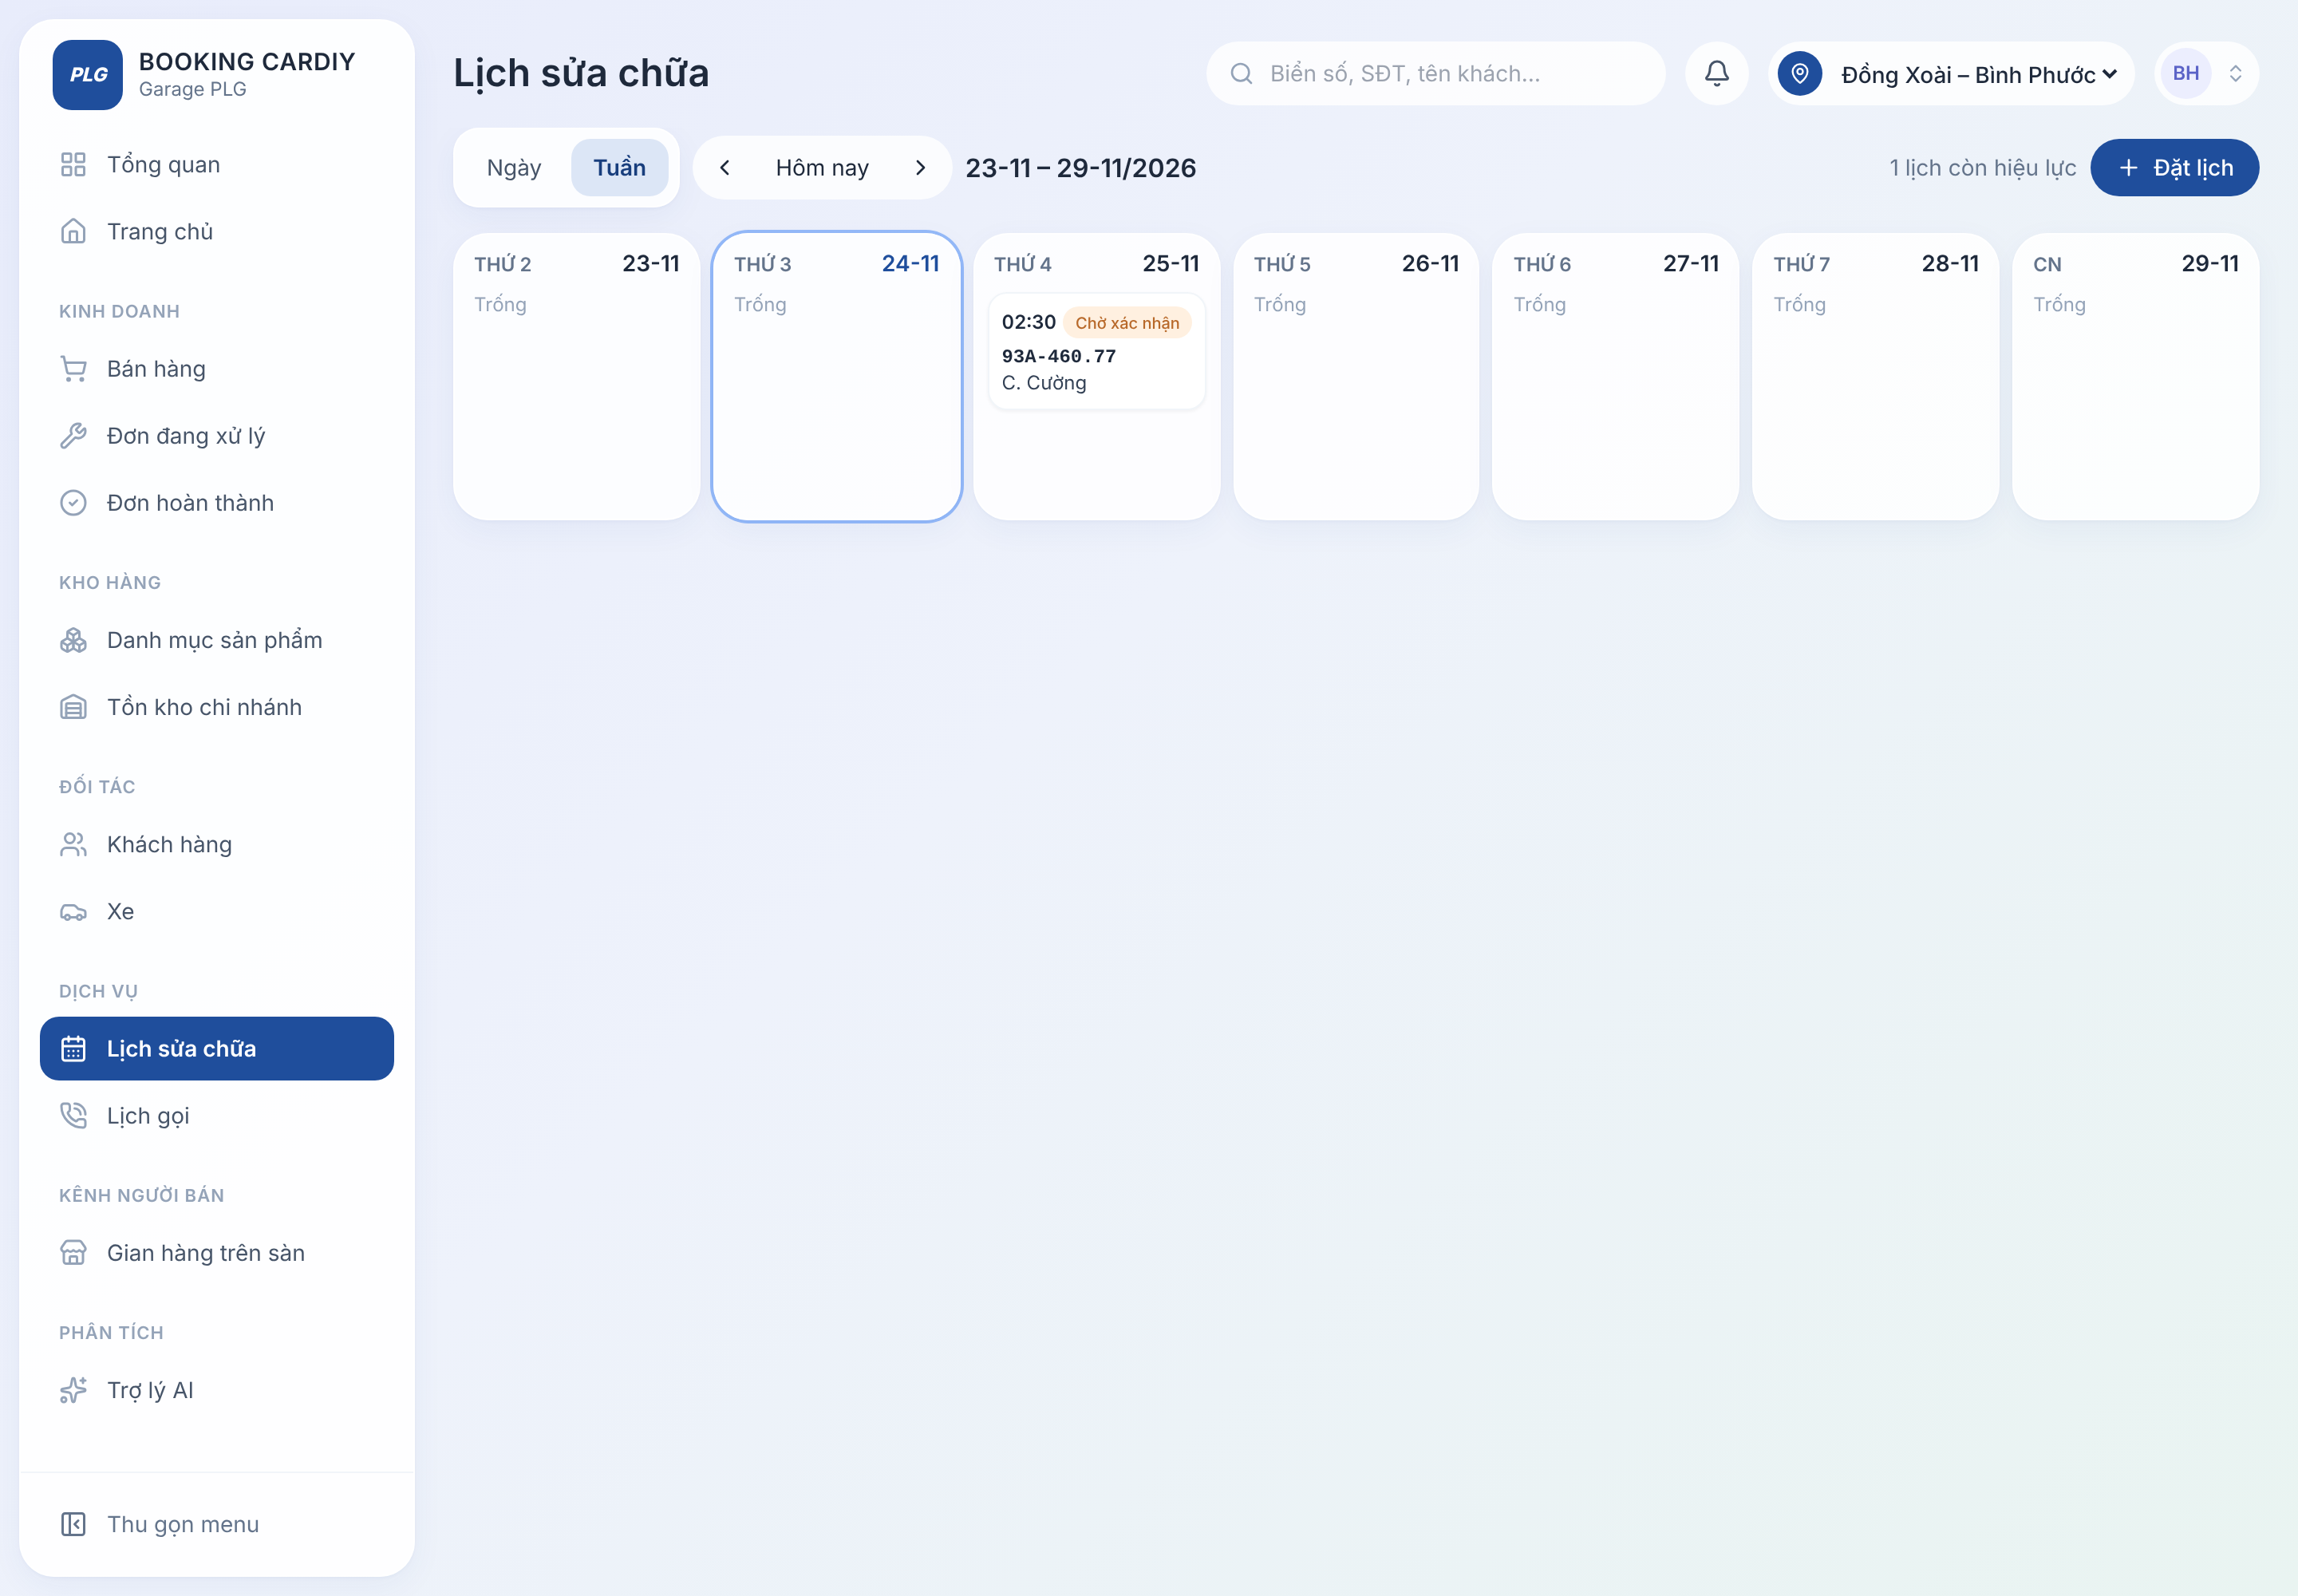 PLG
BOOKING CARDIY
Garage PLG
Tổng quan
Trang chủ
KINH DOANH
Bán hàng
Đơn đang xử lý
Đơn hoàn thành
KHO HÀNG
Danh mục sản phẩm
Tồn kho chi nhánh
ĐỐI TÁC
Khách hàng
Xe
DỊCH VỤ
Lịch sửa chữa
Lịch gọi
KÊNH NGƯỜI BÁN
Gian hàng trên sàn
PHÂN TÍCH
Trợ lý AI
Thu gọn menu
Lịch sửa chữa
Biển số, SĐT, tên khách...
Đồng Xoài – Bình Phước
BH
Ngày
Tuần
Hôm nay
23-11 – 29-11/2026
1 lịch còn hiệu lực
Đặt lịch
THỨ 2 23-11
Trống
THỨ 3 24-11
Trống
THỨ 4 25-11
02:30 Chờ xác nhận
93A-460.77
C. Cường
THỨ 5 26-11
Trống
THỨ 6 27-11
Trống
THỨ 7 28-11
Trống
CN 29-11
Trống